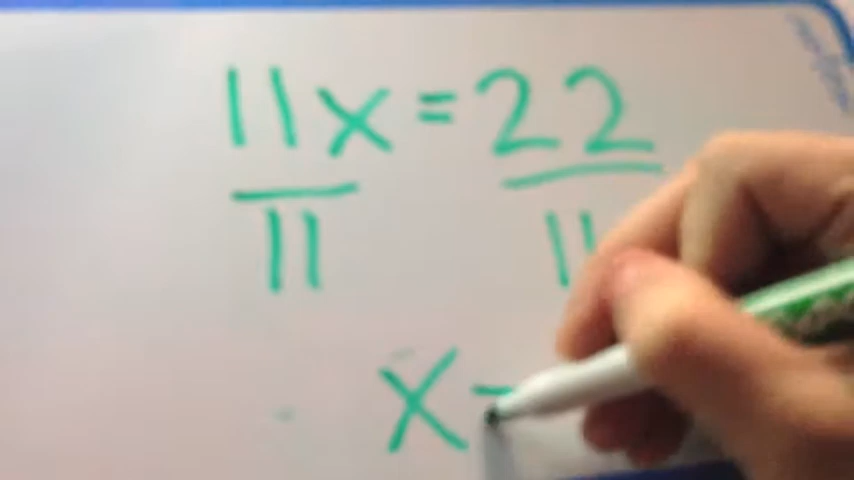 11x = 22
11 11
x =